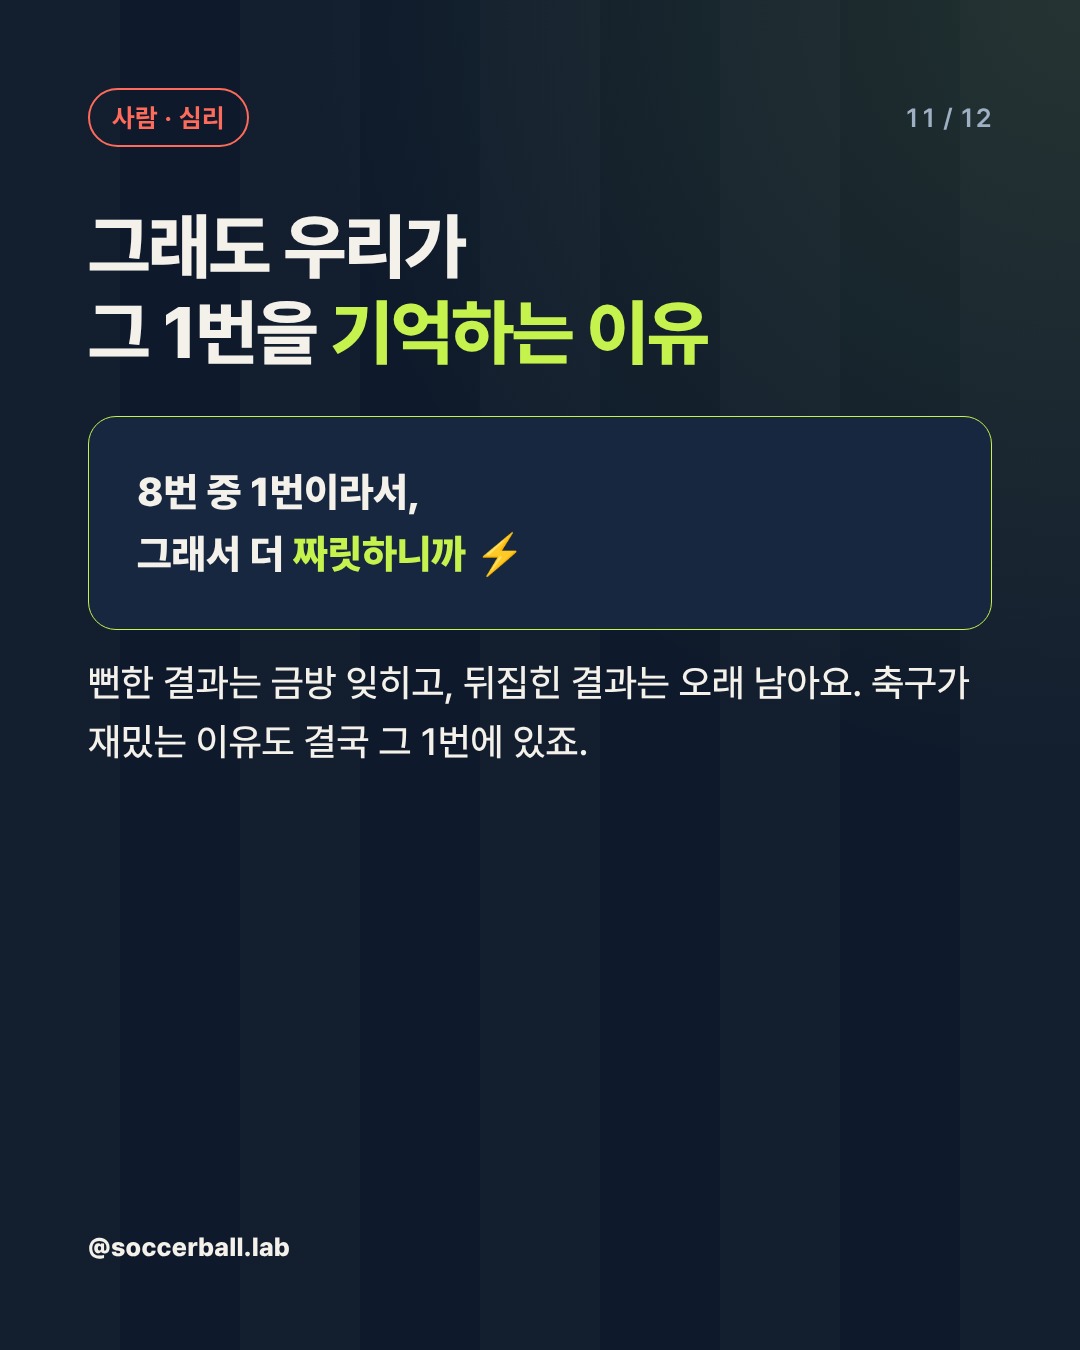 사람 · 심리
11 / 12
그래도 우리가
그 1번을 기억하는 이유
8번 중 1번이라서,
그래서 더 짜릿하니까 ⚡
뻔한 결과는 금방 잊히고, 뒤집힌 결과는 오래 남아요. 축구가
재밌는 이유도 결국 그 1번에 있죠.
@soccerball.lab